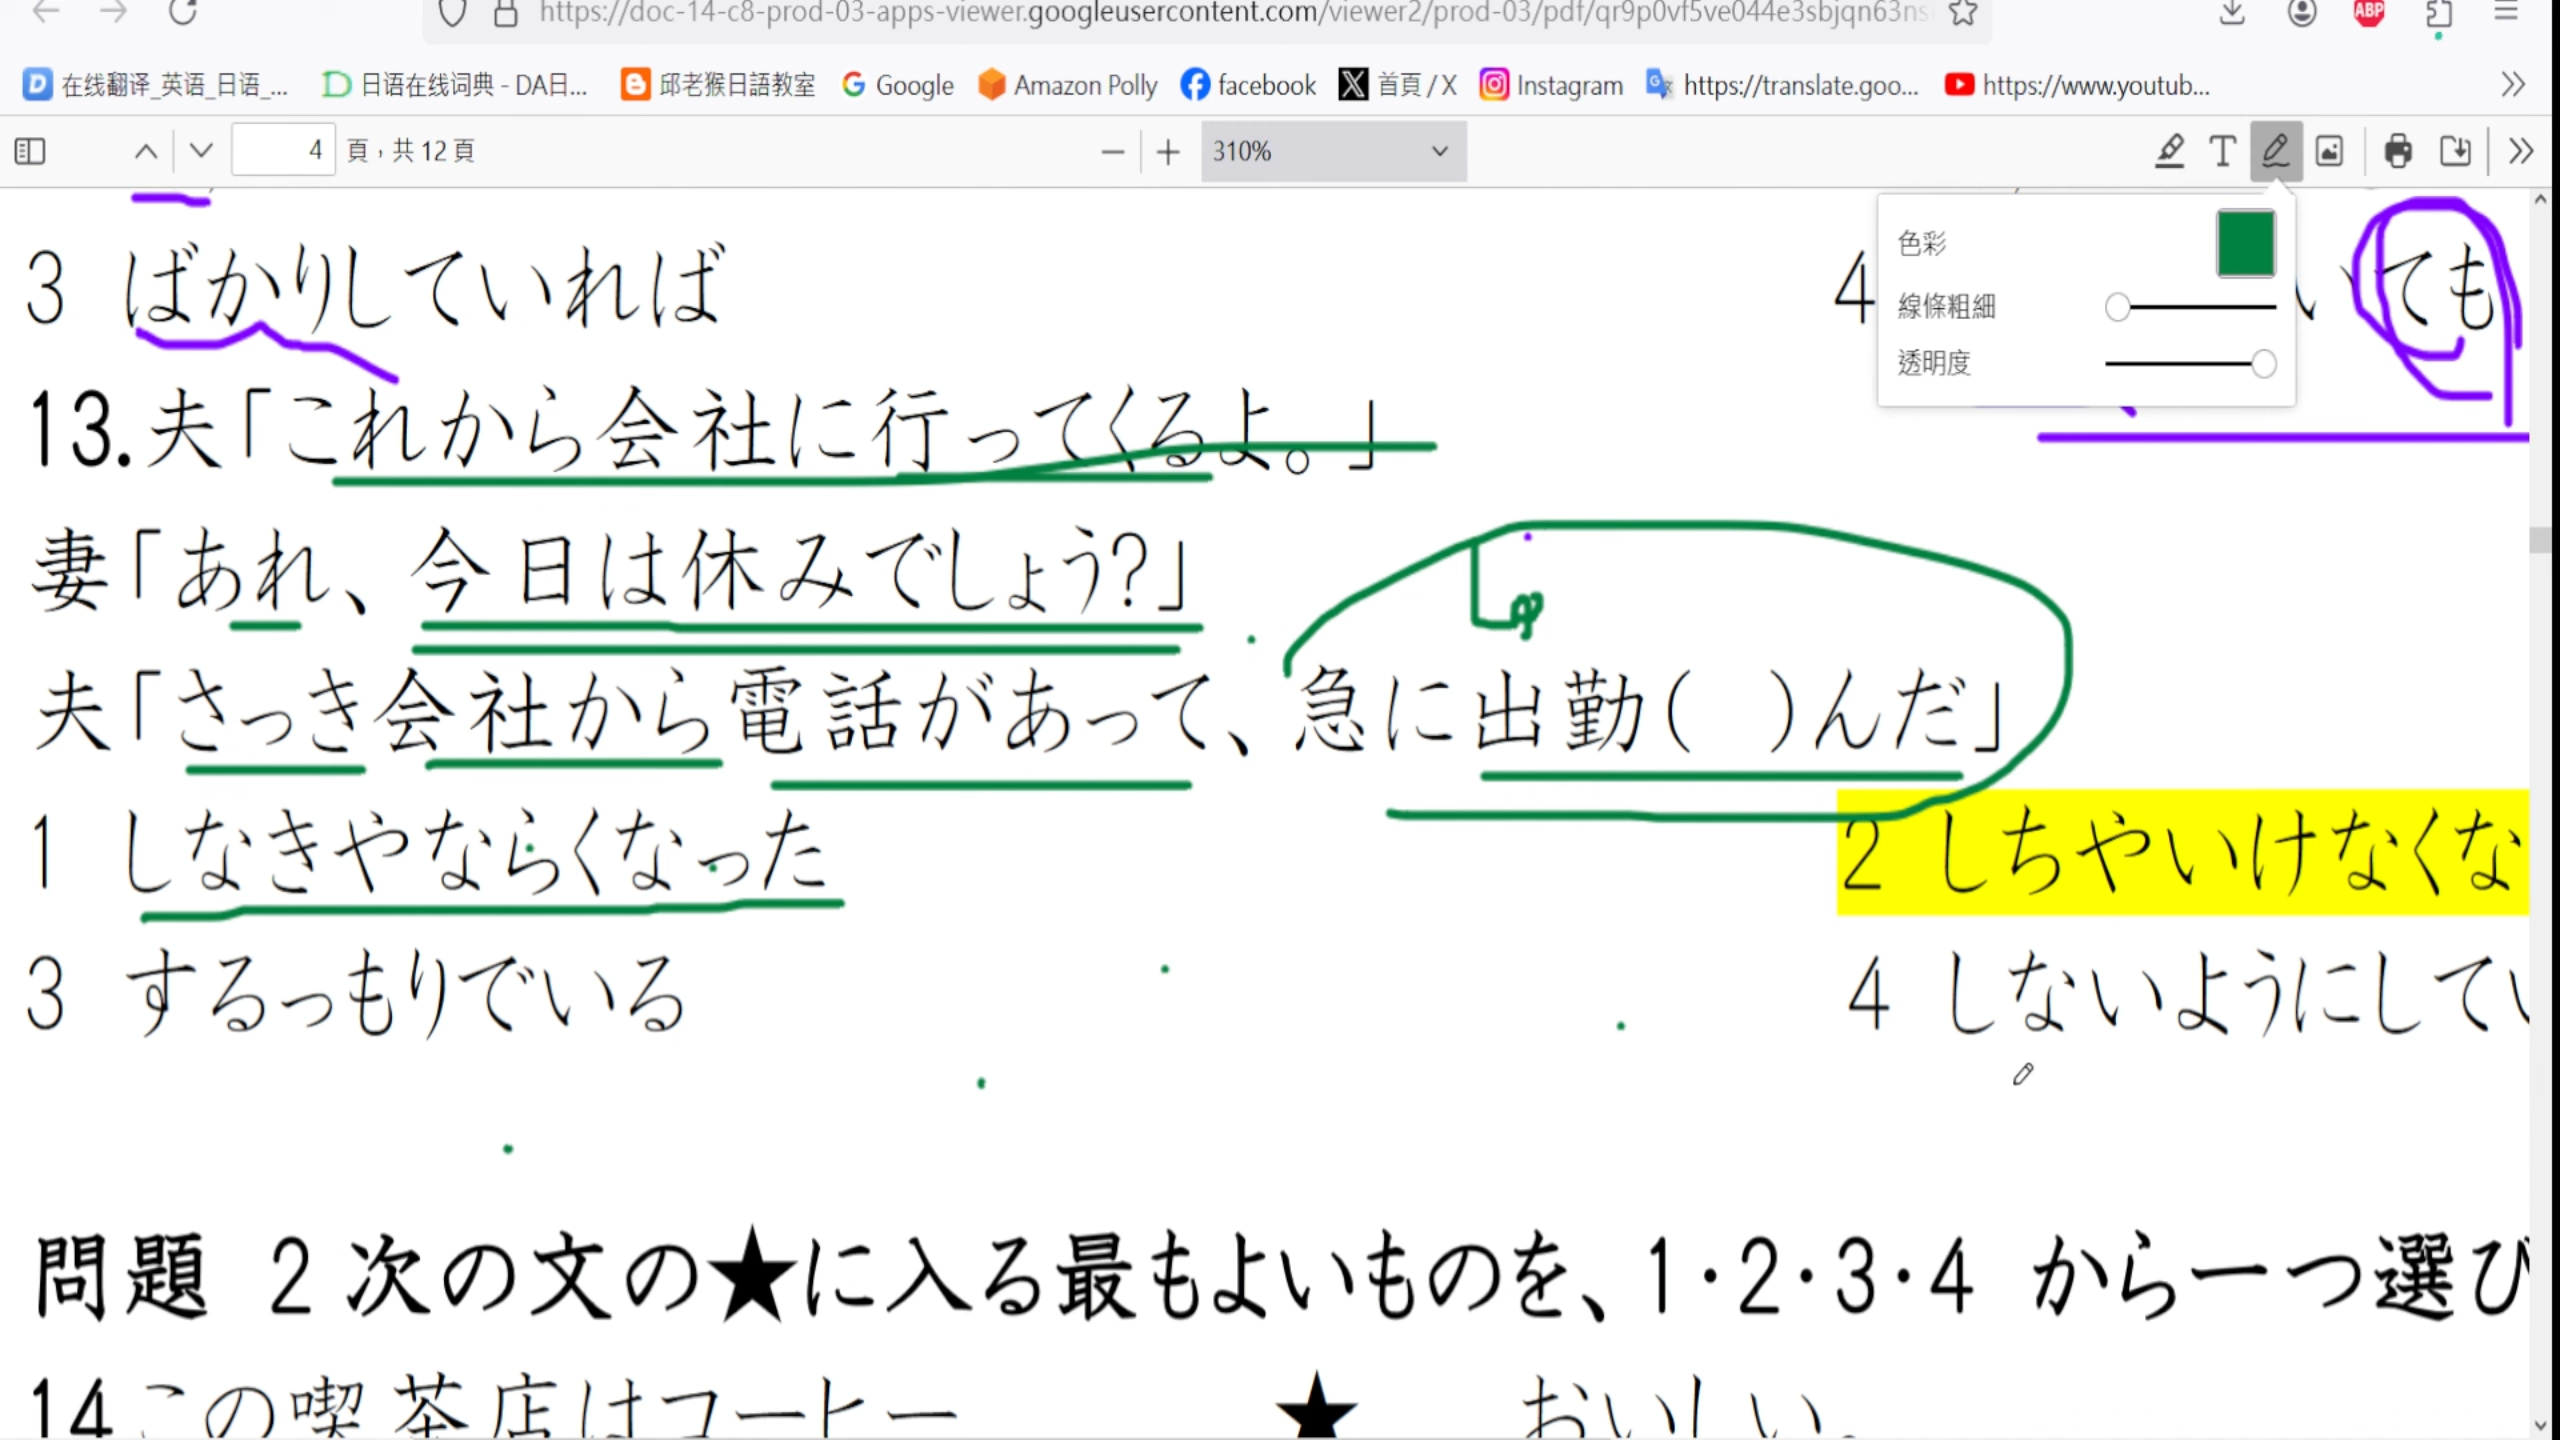 https://doc-14-c8-prod-03-apps-viewer.googleusercontent.com/viewer2/prod-03/pdf/qr9p0vf5ve044e3sbjqn63ns
ABP
在线翻译_英语_日语_... 日语在线词典 - DA日... 邱老猴日語教室 Google Amazon Polly facebook 首頁 / X Instagram https://translate.goo... https://www.youtub...
4 頁，共 12 頁 310%
色彩
線條粗細
透明度
3 ばかりしていれば 4 ても
13.夫「これから会社に行ってくるよ。」
妻「あれ、今日は休みでしょう?」
夫「さっき会社から電話があって、急に出勤( )んだ」
1 しなきやならくなった 2 しちやいけなくな
3 するっもりでいる 4 しないようにしてい
問題 2 次の文の★に入る最もよいものを、1・2・3・4 から一つ選び
14この喫茶店はコーヒー ★ おいしい。